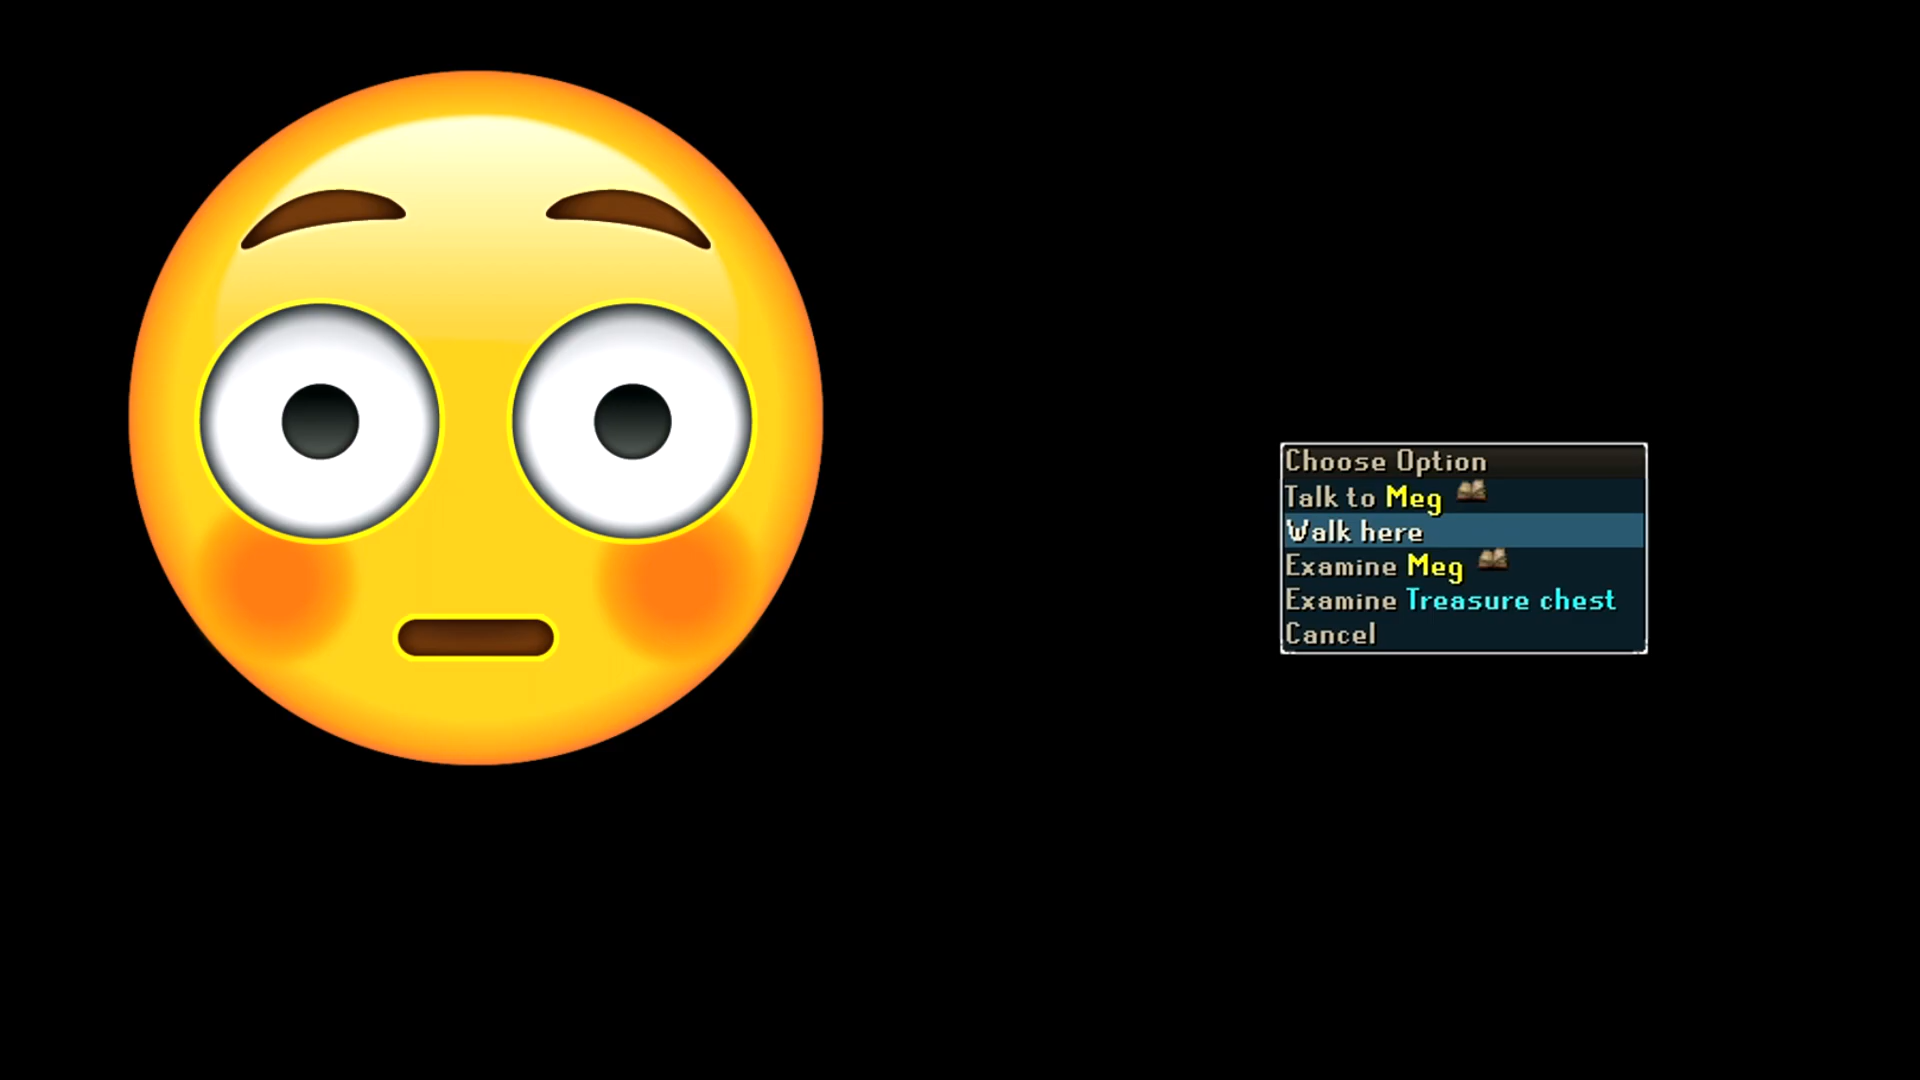 Choose Option
Talk to Meg
Walk here
Examine Meg
Examine Treasure chest
Cancel